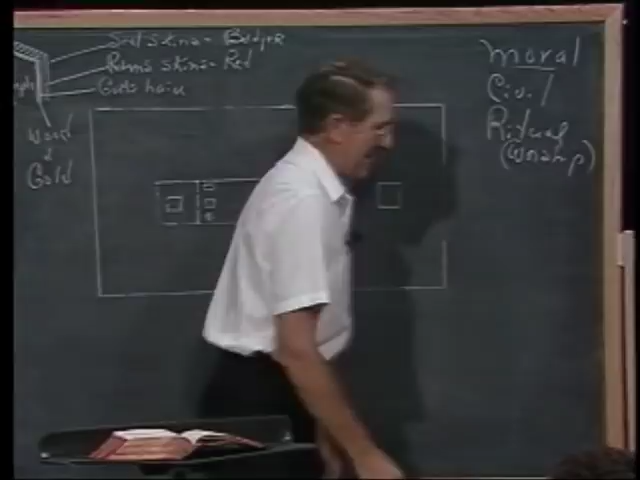 Seal skins = Badger
Rams skins = Red
Goats hair
Wood
&
Gold
moral
Civil
Ritual
(Worship)